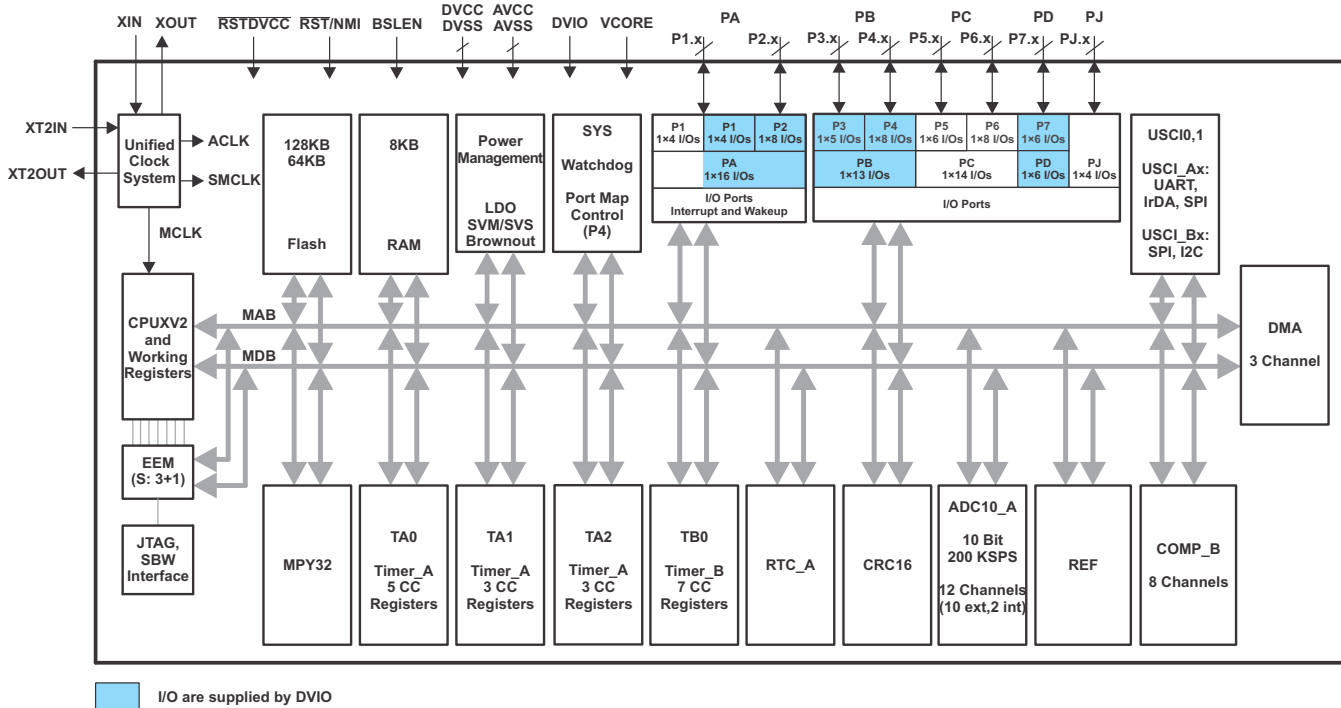 XIN XOUT RSTDVCC RST/NMI BSLEN DVCC DVSS AVCC AVSS DVIO VCORE PA PB PC PD PJ
P1.x P2.x P3.x P4.x P5.x P6.x P7.x PJ.x
XT2IN
XT2OUT
Unified
Clock
System
ACLK
SMCLK
MCLK
128KB
64KB
Flash
8KB
RAM
Power
Management
LDO
SVM/SVS
Brownout
SYS
Watchdog
Port Map
Control
(P4)
P1
1×4 I/Os
P1
1×4 I/Os
P2
1×8 I/Os
PA
1×16 I/Os
I/O Ports
Interrupt and Wakeup
P3
1×5 I/Os
P4
1×8 I/Os
P5
1×6 I/Os
P6
1×8 I/Os
P7
1×6 I/Os
PB
1×13 I/Os
PC
1×14 I/Os
PD
1×6 I/Os
PJ
1×4 I/Os
I/O Ports
USCI0,1
USCI_Ax:
UART,
IrDA, SPI
USCI_Bx:
SPI, I2C
CPUXV2
and
Working
Registers
MAB
MDB
DMA
3 Channel
EEM
(S: 3+1)
JTAG,
SBW
Interface
MPY32
TA0
Timer_A
5 CC
Registers
TA1
Timer_A
3 CC
Registers
TA2
Timer_A
3 CC
Registers
TB0
Timer_B
7 CC
Registers
RTC_A
CRC16
ADC10_A
10 Bit
200 KSPS
12 Channels
(10 ext,2 int)
REF
COMP_B
8 Channels
I/O are supplied by DVIO